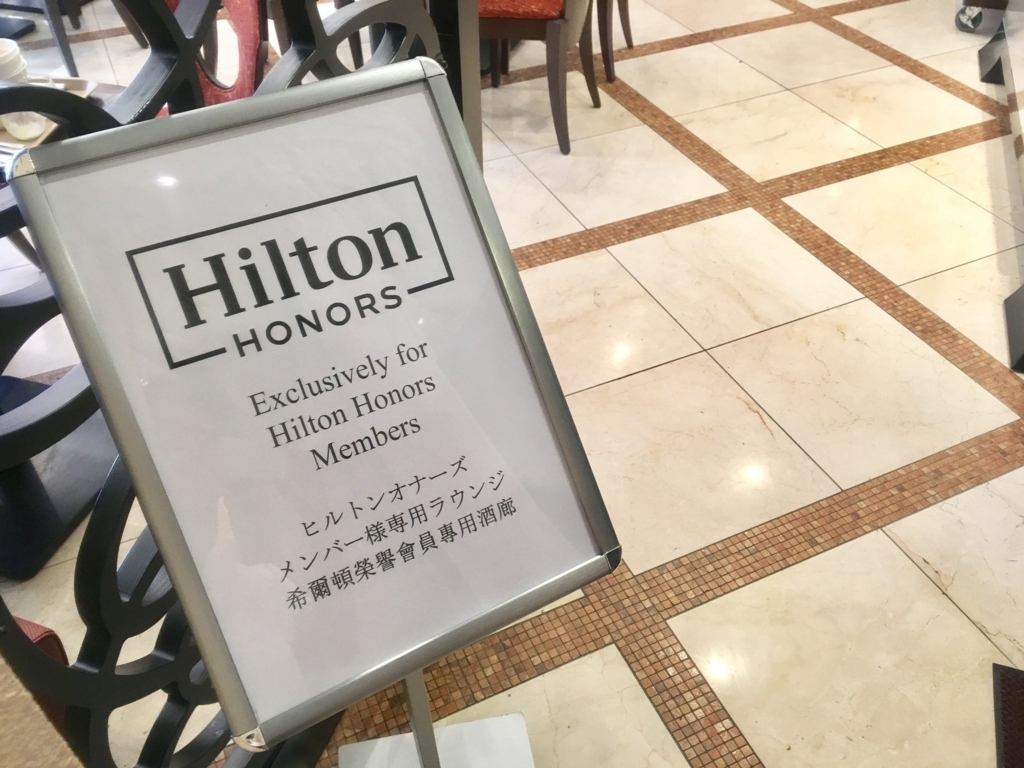 Hilton
HONORS
Exclusively for
Hilton Honors
Members
ヒルトンオナーズ
メンバー様専用ラウンジ
希爾頓榮譽會員專用酒廊